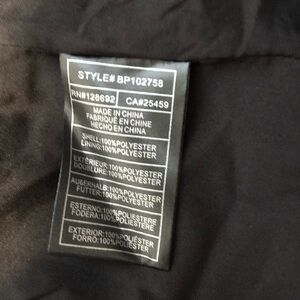 STYLE# BP102758
RN#128692 CA#25459
MADE IN CHINA
FABRIQUÉ EN CHINE
HECHO EN CHINA
SHELL:100%POLYESTER
LINING:100%POLYESTER
EXTÉRIEUR:100%POLYESTER
DOUBLURE:100%POLYESTER
AUßERHALB:100%POLYESTER
FUTTER:100%POLYESTER
ESTERNO:100%POLIESTERE
FODERA:100%POLIESTERE
EXTERIOR:100%POLIÉSTER
FORRO:100%POLIÉSTER